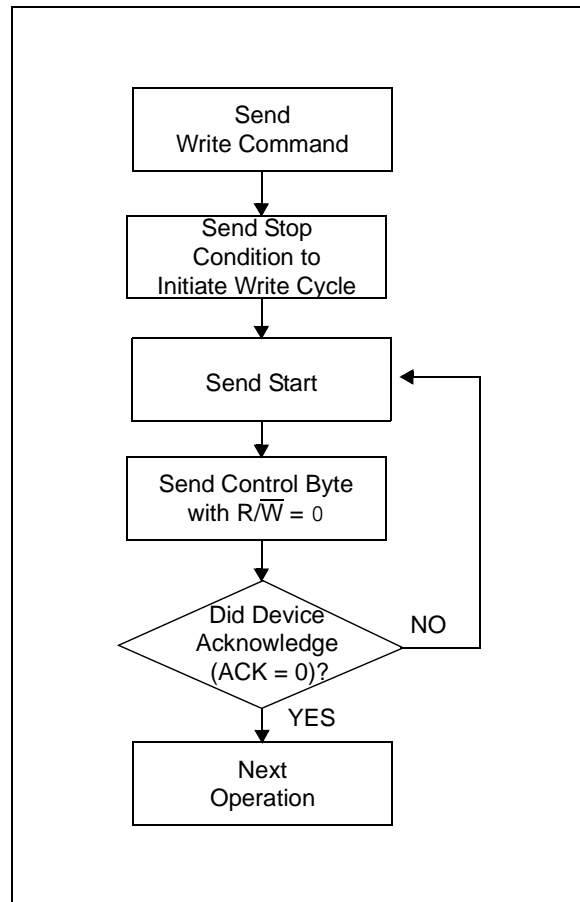 Send
Write Command
Send Stop
Condition to
Initiate Write Cycle
Send Start
Send Control Byte
with R/W̅ = 0
Did Device
Acknowledge
(ACK = 0)?
NO
YES
Next
Operation